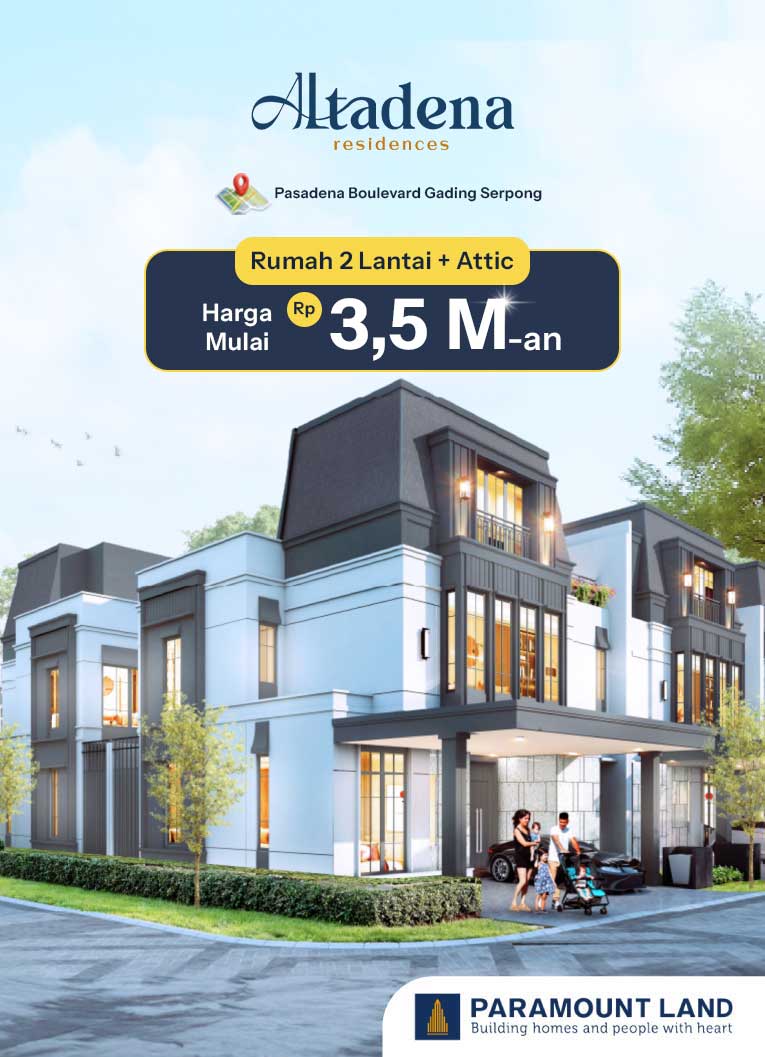 Altadena
residences
Pasadena Boulevard Gading Serpong
Rumah 2 Lantai + Attic
Harga Mulai Rp 3,5 M-an
PARAMOUNT LAND
Building homes and people with heart